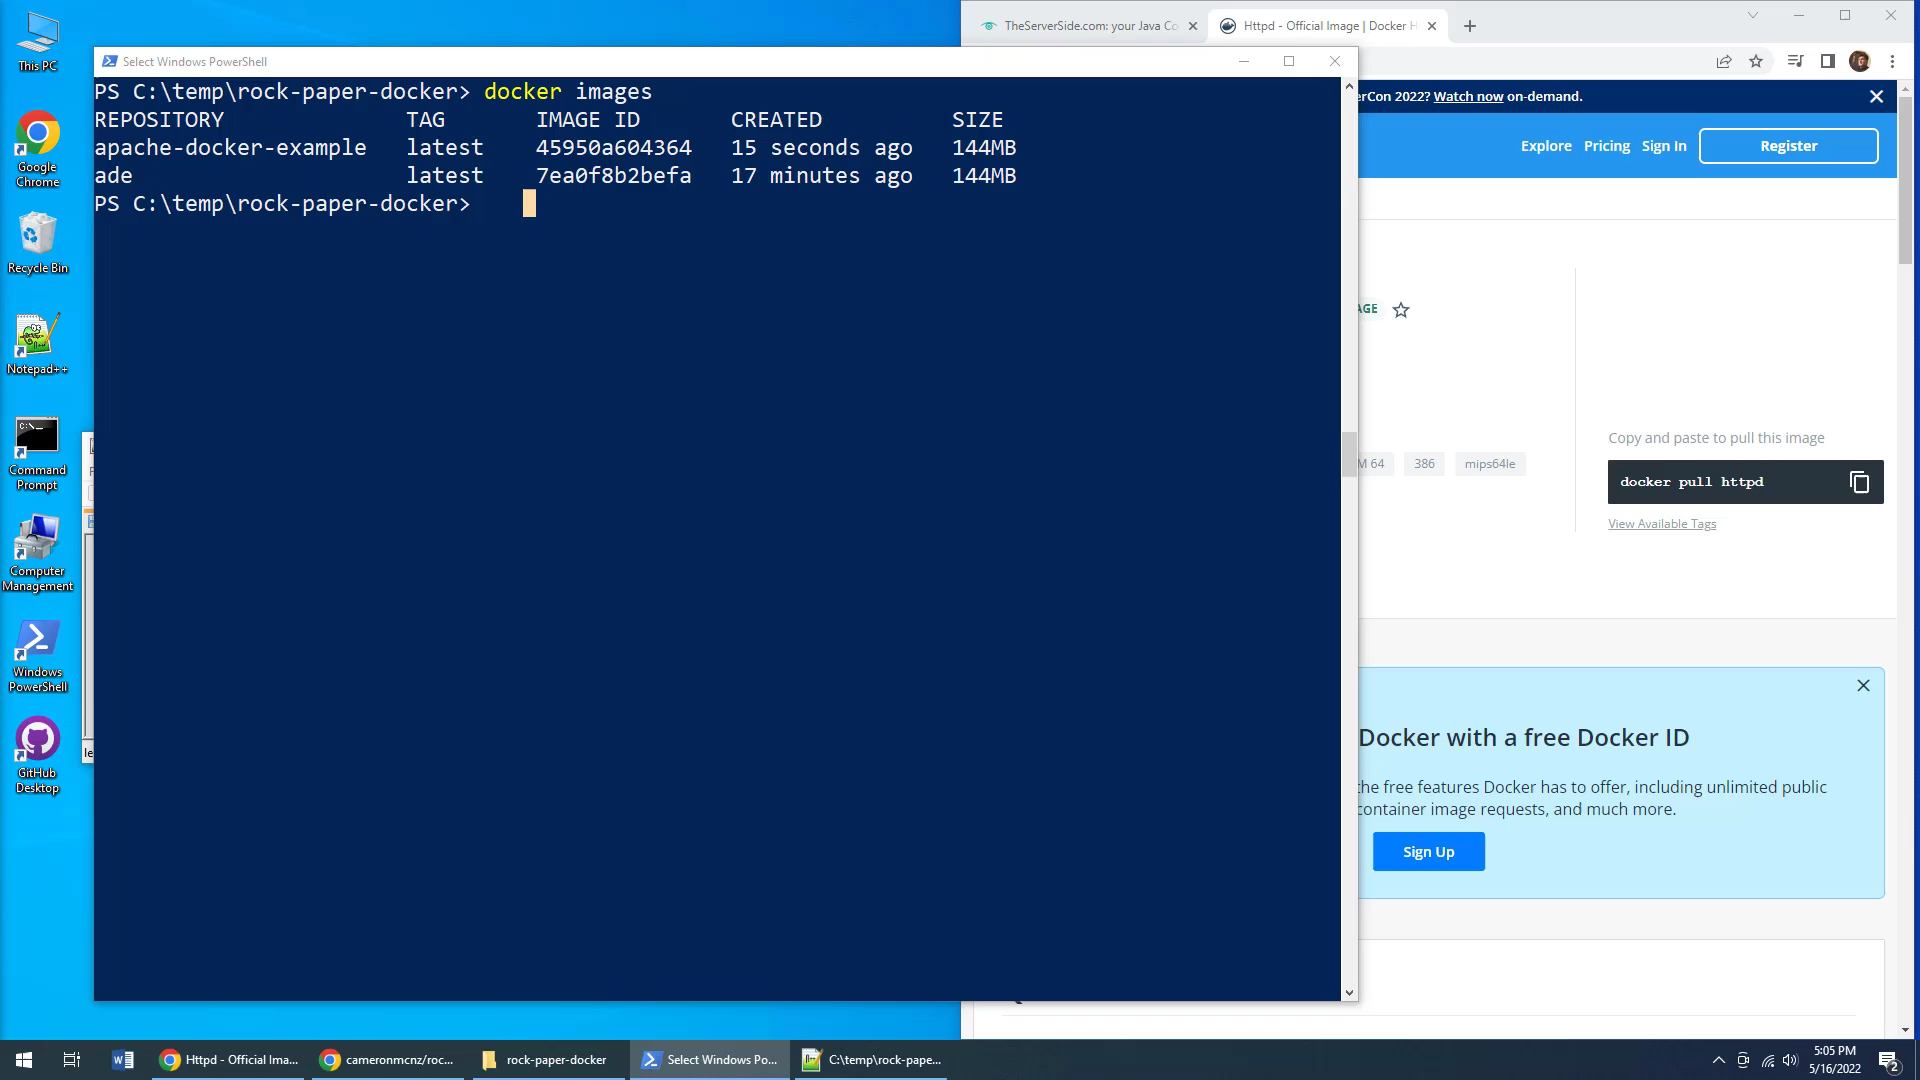 This PC
Google
Chrome
Recycle Bin
Notepad++
Command
Prompt
Computer
Management
Windows
PowerShell
GitHub
Desktop
Select Windows PowerShell
PS C:\temp\rock-paper-docker> docker images
REPOSITORY TAG IMAGE ID CREATED SIZE
apache-docker-example latest 45950a604364 15 seconds ago 144MB
ade latest 7ea0f8b2befa 17 minutes ago 144MB
PS C:\temp\rock-paper-docker>
TheServerSide.com: your Java Co
Httpd - Official Image | Docker H
erCon 2022? Watch now on-demand.
Explore Pricing Sign In Register
AGE
M 64 386 mips64le
Copy and paste to pull this image
docker pull httpd
View Available Tags
Docker with a free Docker ID
the free features Docker has to offer, including unlimited public
container image requests, and much more.
Sign Up
le
Httpd - Official Ima...
cameronmcnz/roc...
rock-paper-docker
Select Windows Po...
C:\temp\rock-pape...
5:05 PM
5/16/2022
2